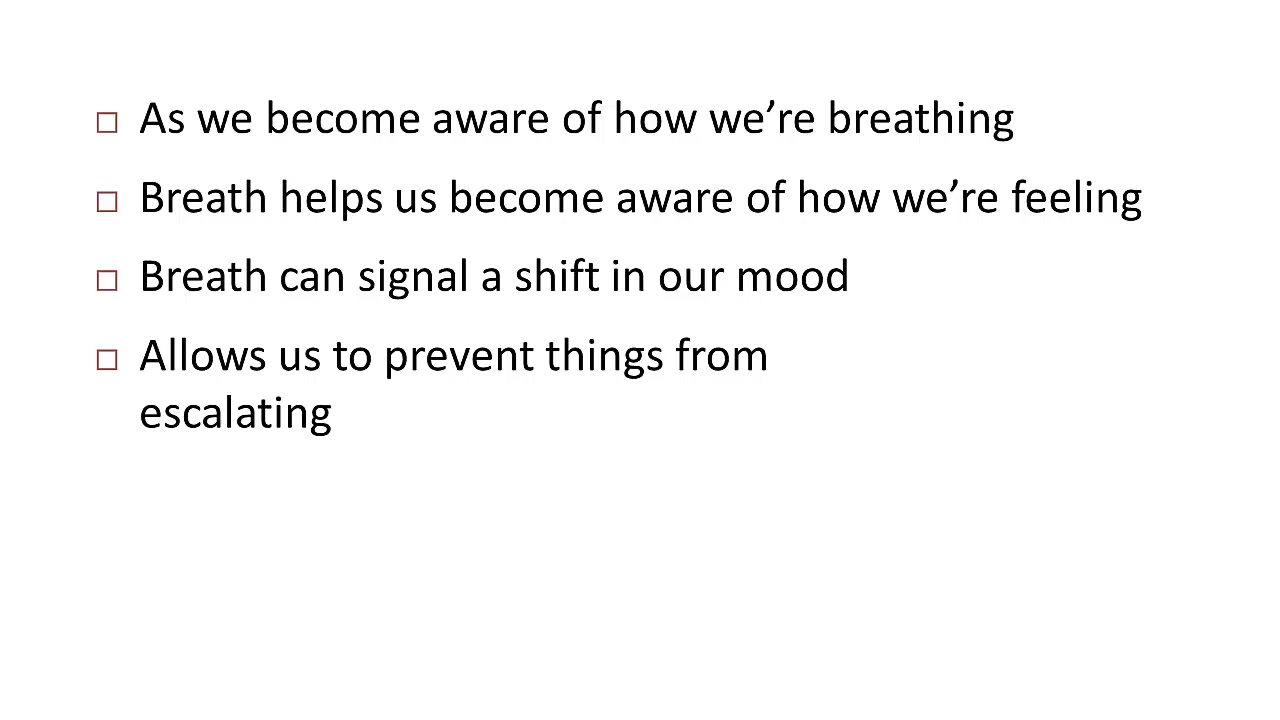 □ As we become aware of how we’re breathing
□ Breath helps us become aware of how we’re feeling
□ Breath can signal a shift in our mood
□ Allows us to prevent things from
escalating